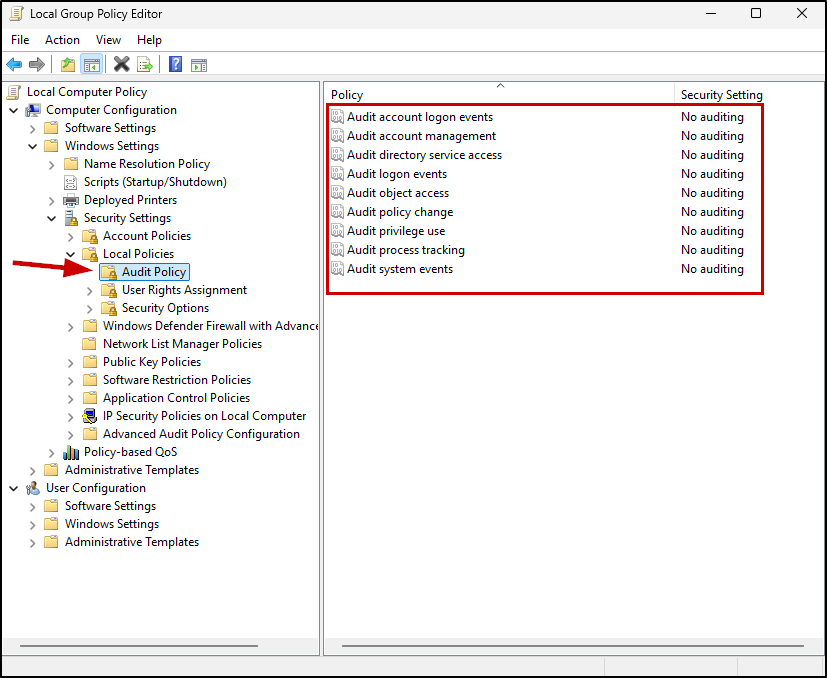 Local Group Policy Editor
File Action View Help
Local Computer Policy
Computer Configuration
Software Settings
Windows Settings
Name Resolution Policy
Scripts (Startup/Shutdown)
Deployed Printers
Security Settings
Account Policies
Local Policies
Audit Policy
User Rights Assignment
Security Options
Windows Defender Firewall with Advance
Network List Manager Policies
Public Key Policies
Software Restriction Policies
Application Control Policies
IP Security Policies on Local Computer
Advanced Audit Policy Configuration
Policy-based QoS
Administrative Templates
User Configuration
Software Settings
Windows Settings
Administrative Templates
Policy Security Setting
Audit account logon events No auditing
Audit account management No auditing
Audit directory service access No auditing
Audit logon events No auditing
Audit object access No auditing
Audit policy change No auditing
Audit privilege use No auditing
Audit process tracking No auditing
Audit system events No auditing